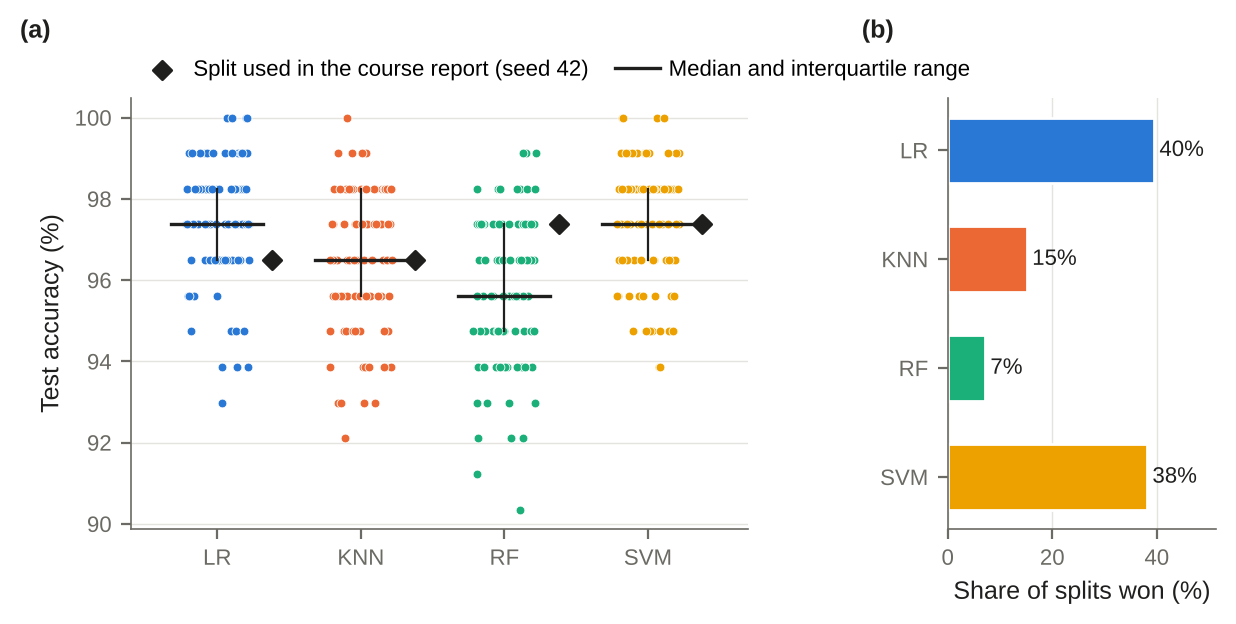 (a)
(b)
Split used in the course report (seed 42)
Median and interquartile range
Test accuracy (%)
100
98
96
94
92
90
LR
KNN
RF
SVM
LR
40%
KNN
15%
RF
7%
SVM
38%
0
20
40
Share of splits won (%)